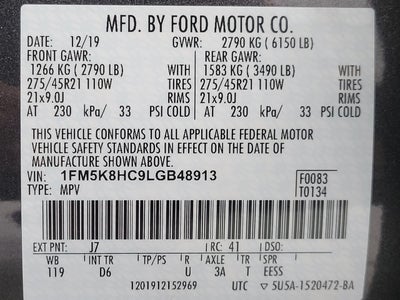 MFD. BY FORD MOTOR CO.
DATE: 12/19 GVWR: 2790 KG ( 6150 LB)
FRONT GAWR: REAR GAWR:
1266 KG ( 2790 LB) WITH 1583 KG ( 3490 LB) WITH
275/45R21 110W TIRES 275/45R21 110W TIRES
21x9.0J RIMS 21x9.0J RIMS
AT 230 kPa/ 33 PSI COLD AT 230 kPa/ 33 PSI COLD
THIS VEHICLE CONFORMS TO ALL APPLICABLE FEDERAL MOTOR
VEHICLE SAFETY STANDARDS IN EFFECT ON THE DATE OF
MANUFACTURE SHOWN ABOVE.
VIN: 1FM5K8HC9LGB48913 F0083
TYPE: MPV T0134
EXT PNT: J7 RC: 41 DSO:
WB INT TR TP/PS R AXLE TR SPR
119 D6 U 3A T EESS
1201912152969 UTC 5U5A-1520472-BA